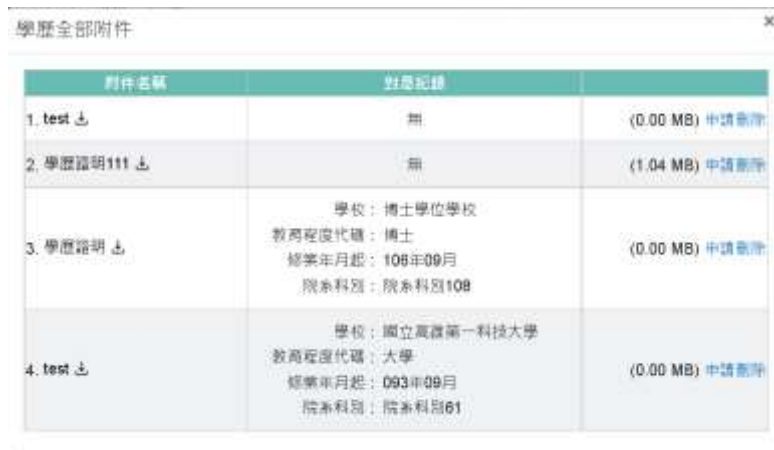 學歷全部附件
×
附件名稱 對應紀錄
1. test 無 (0.00 MB) 申請刪除
2. 學歷證明111 無 (1.04 MB) 申請刪除
3. 學歷證明 (0.00 MB) 申請刪除
學校：博士學位學校
教育程度代碼：博士
修業年月起：106年09月
院系科別：院系科別108
4. test (0.00 MB) 申請刪除
學校：國立高雄第一科技大學
教育程度代碼：大學
修業年月起：093年09月
院系科別：院系科別61